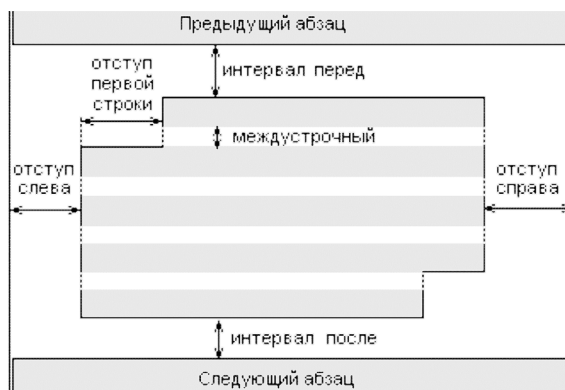 Предыдущий абзац
отступ
первой
строки
интервал перед
междустрочный
отступ
слева
отступ
справа
интервал после
Следующий абзац